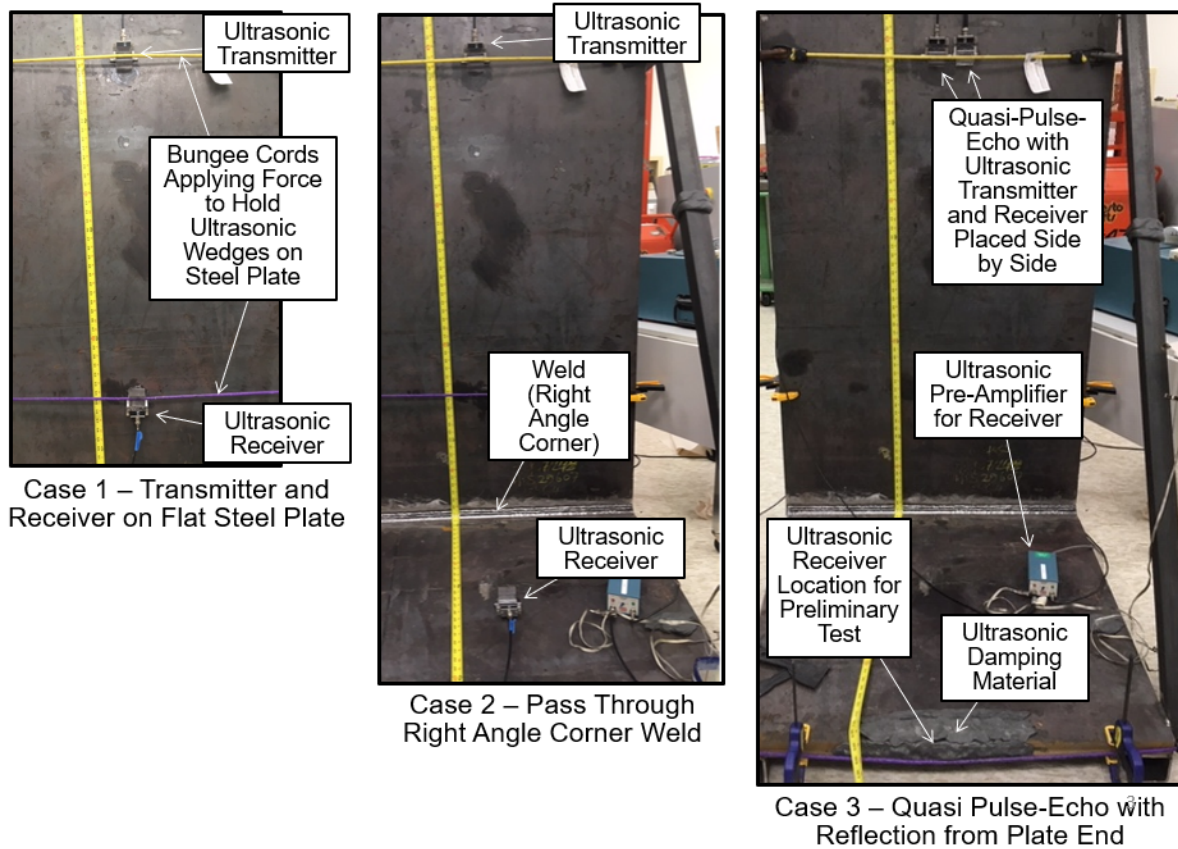 Ultrasonic
Transmitter
Bungee Cords
Applying Force
to Hold
Ultrasonic
Wedges on
Steel Plate
Ultrasonic
Receiver
Case 1 – Transmitter and
Receiver on Flat Steel Plate
Ultrasonic
Transmitter
Weld
(Right
Angle
Corner)
Ultrasonic
Receiver
Case 2 – Pass Through
Right Angle Corner Weld
Quasi-Pulse-
Echo with
Ultrasonic
Transmitter
and Receiver
Placed Side
by Side
Ultrasonic
Pre-Amplifier
for Receiver
Ultrasonic
Receiver
Location for
Preliminary
Test
Ultrasonic
Damping
Material
Case 3 – Quasi Pulse-Echo with
Reflection from Plate End
3